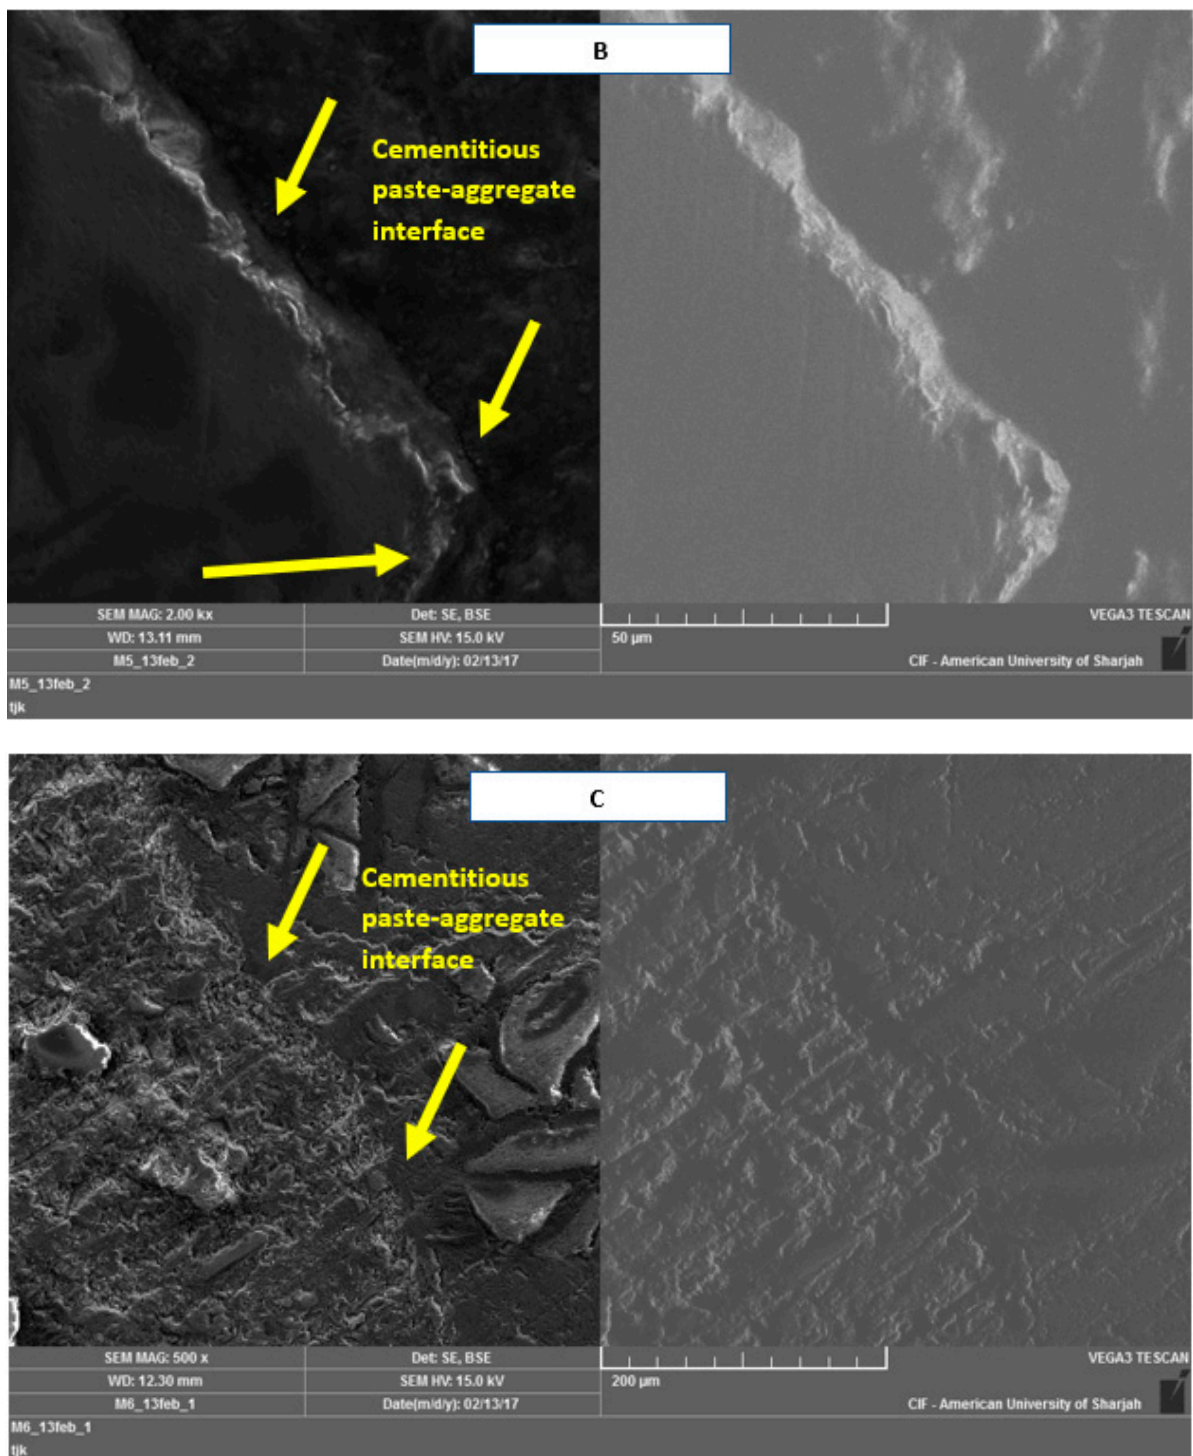 B
Cementitious
paste-aggregate
interface
SEM MAG: 2.00 kx
Det: SE, BSE
WD: 13.11 mm
SEM HV: 15.0 kV
50 µm
VEGA3 TESCAN
M5_13feb_2
Date(m/d/y): 02/13/17
CIF - American University of Sharjah
M5_13feb_2
tjk
C
Cementitious
paste-aggregate
interface
SEM MAG: 500 x
Det: SE, BSE
WD: 12.30 mm
SEM HV: 15.0 kV
200 µm
VEGA3 TESCAN
M6_13feb_1
Date(m/d/y): 02/13/17
CIF - American University of Sharjah
M6_13feb_1
tjk